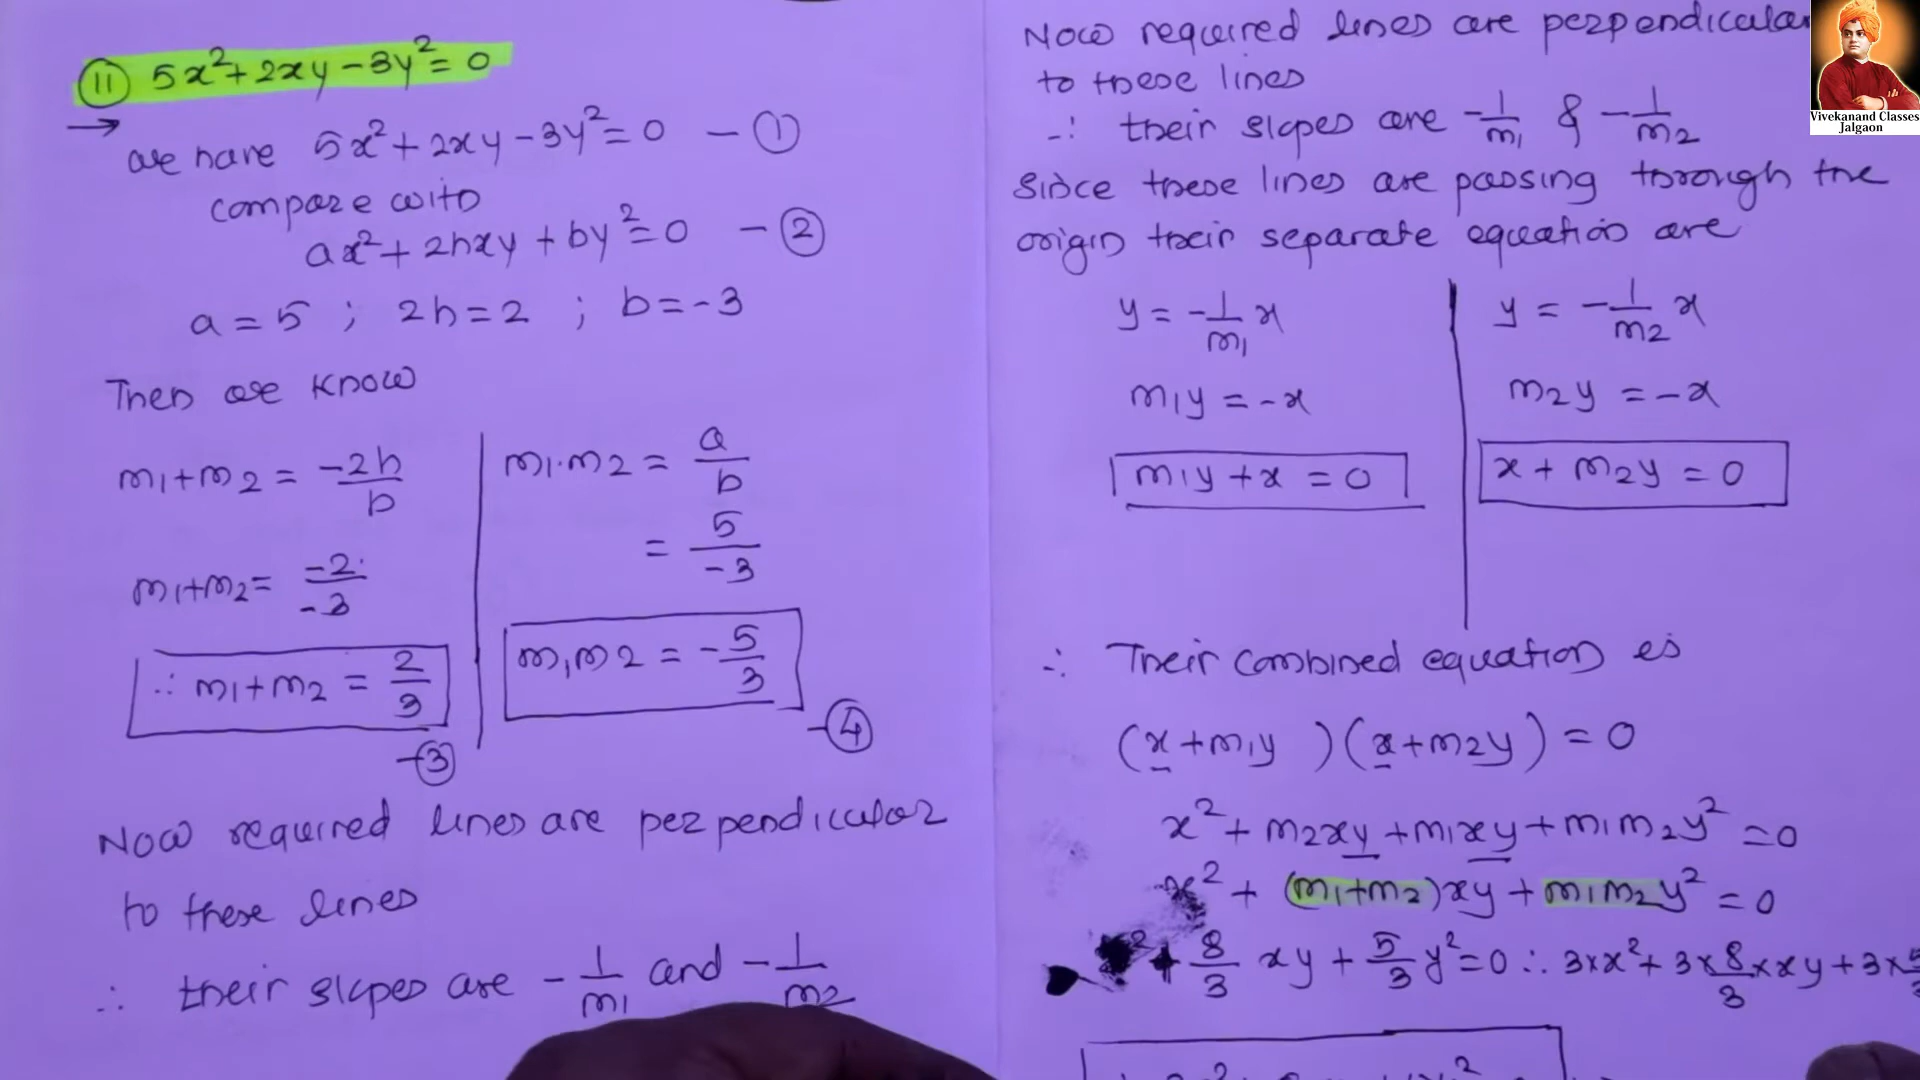 11 5x²+2xy-3y²=0
→
we have 5x²+2xy-3y²=0 - ①
compare with
ax²+2hxy+by²=0 - ②
a=5 ; 2h=2 ; b=-3
Then we know
m1+m2 = -2h/b
m1+m2= -2/-3
∴ m1+m2 = 2/3
-③
m1.m2 = a/b
= 5/-3
m1m2 = -5/3
-④
Now required lines are perpendicular
to these lines
∴ their slopes are -1/m1 and -1/m2
Now required lines are perpendicular
to these lines
∴ their slopes are -1/m1 & -1/m2
Since these lines are passing through the
origin their separate equation are
y = -1/m1 x
m1y = -x
m1y+x = 0
y = -1/m2 x
m2y = -x
x+m2y = 0
∴ Their combined equation is
(x+m1y )(x+m2y) = 0
x²+m2xy+m1xy+m1m2y²=0
x²+(m1+m2)xy+m1m2y²=0
²+ 8/3 xy + 5/3 y²=0 ∴ 3×x²+3×8/3×xy+3×5
Vivekanand Classes
Jalgaon